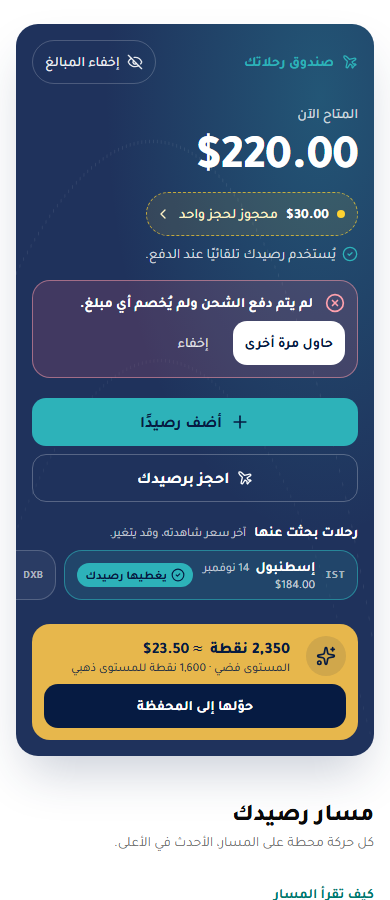 صندوق رحلاتك
إخفاء المبالغ
المتاح الآن
$220.00
$30.00 محجوز لحجز واحد
يُستخدم رصيدك تلقائيًا عند الدفع.
لم يتم دفع الشحن ولم يُخصم أي مبلغ.
حاول مرة أخرى
إخفاء
أضف رصيدًا
احجز برصيدك
رحلات بحثت عنها آخر سعر شاهدته، وقد يتغير.
IST إسطنبول 14 نوفمبر
$184.00
يغطيها رصيدك
DXB
2,350 نقطة ≈ $23.50
المستوى فضي · 1,600 نقطة للمستوى ذهبي
حوّلها إلى المحفظة
مسار رصيدك
كل حركة محطة على المسار، الأحدث في الأعلى.
كيف تقرأ المسار